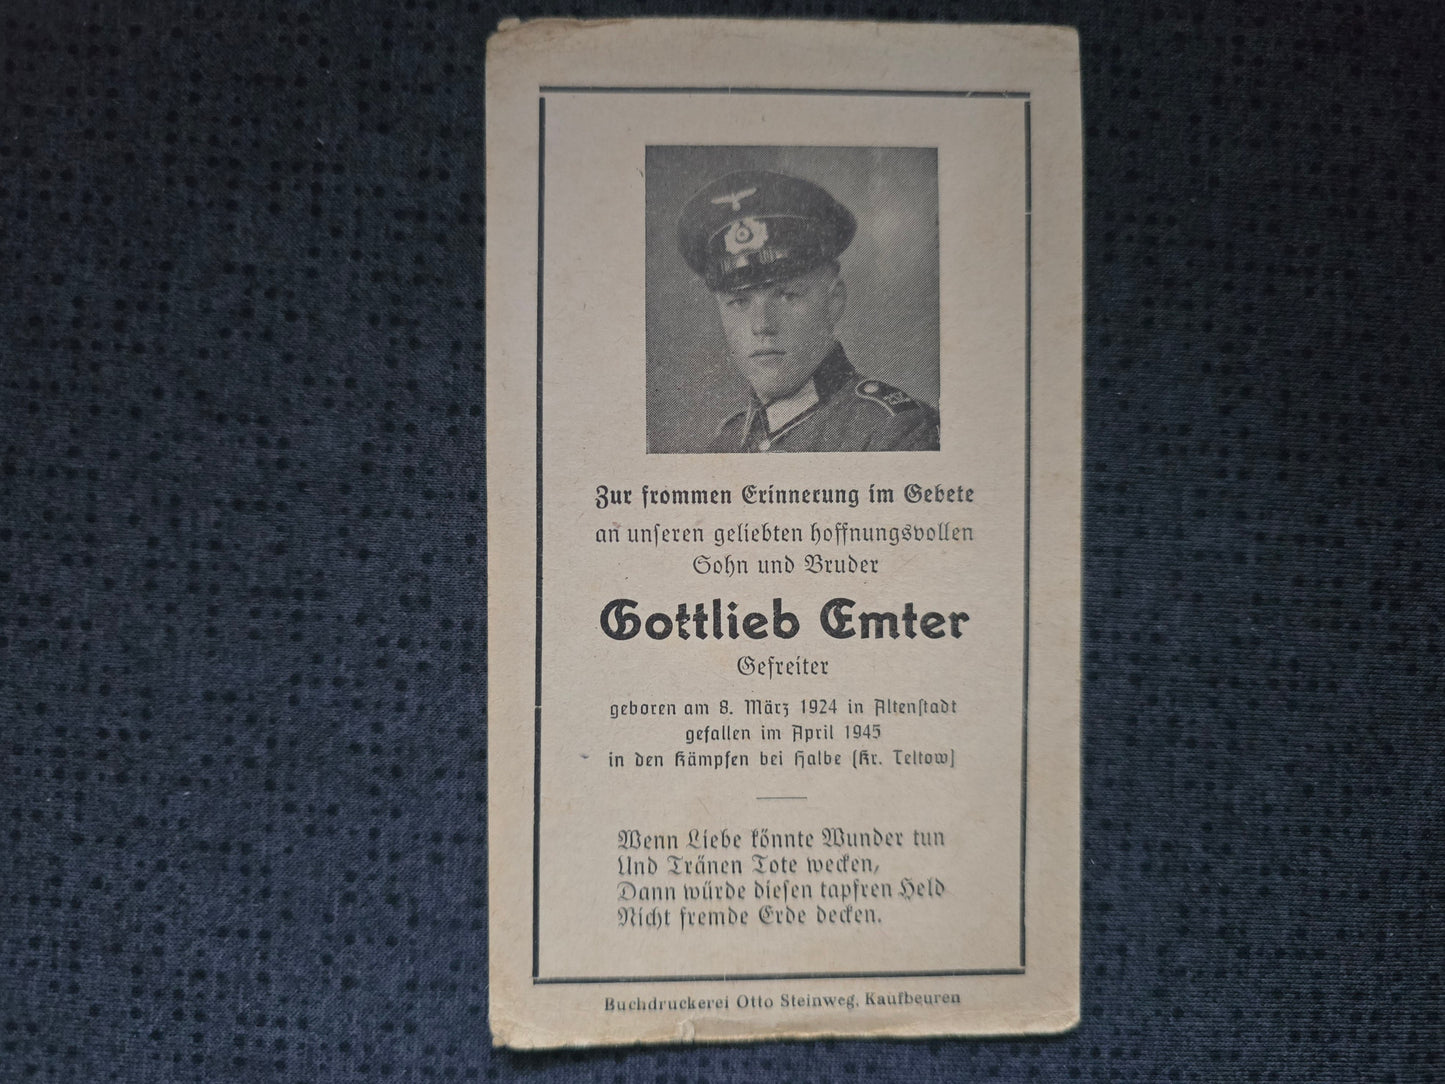 Zur frommen Erinnerung im Gebete
an unseren geliebten hoffnungsvollen
Sohn und Bruder
Gottlieb Emter
Gefreiter
geboren am 8. März 1924 in Altenstadt
gefallen im April 1945
in den Kämpfen bei Halbe (Kr. Teltow)
Wenn Liebe könnte Wunder tun
Und Tränen Tote wecken,
Dann würde diesen tapfren Held
Nicht fremde Erde decken.
Buchdruckerei Otto Steinweg, Kaufbeuren